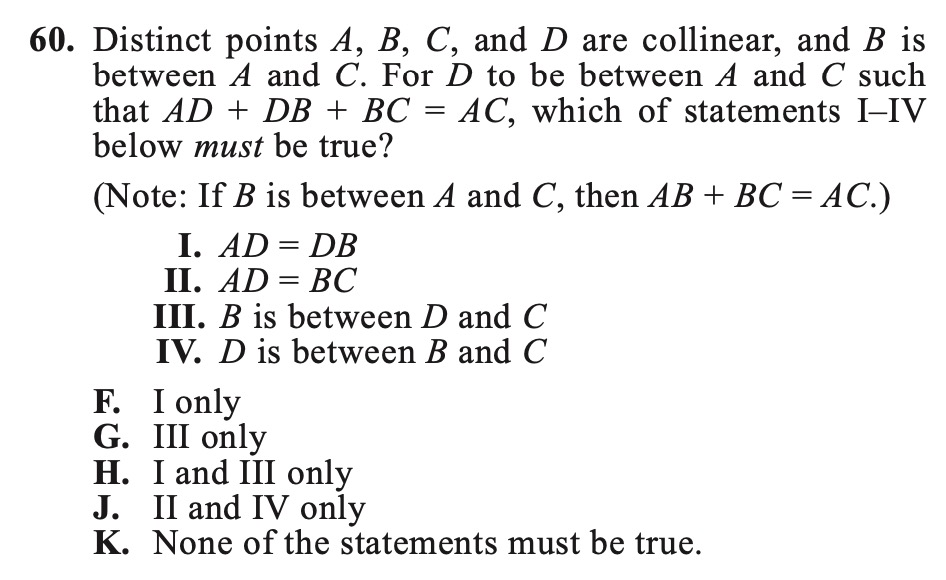 60. Distinct points A, B, C, and D are collinear, and B is
between A and C. For D to be between A and C such
that AD + DB + BC = AC, which of statements I–IV
below must be true?
(Note: If B is between A and C, then AB + BC = AC.)
I. AD = DB
II. AD = BC
III. B is between D and C
IV. D is between B and C
F. I only
G. III only
H. I and III only
J. II and IV only
K. None of the statements must be true.